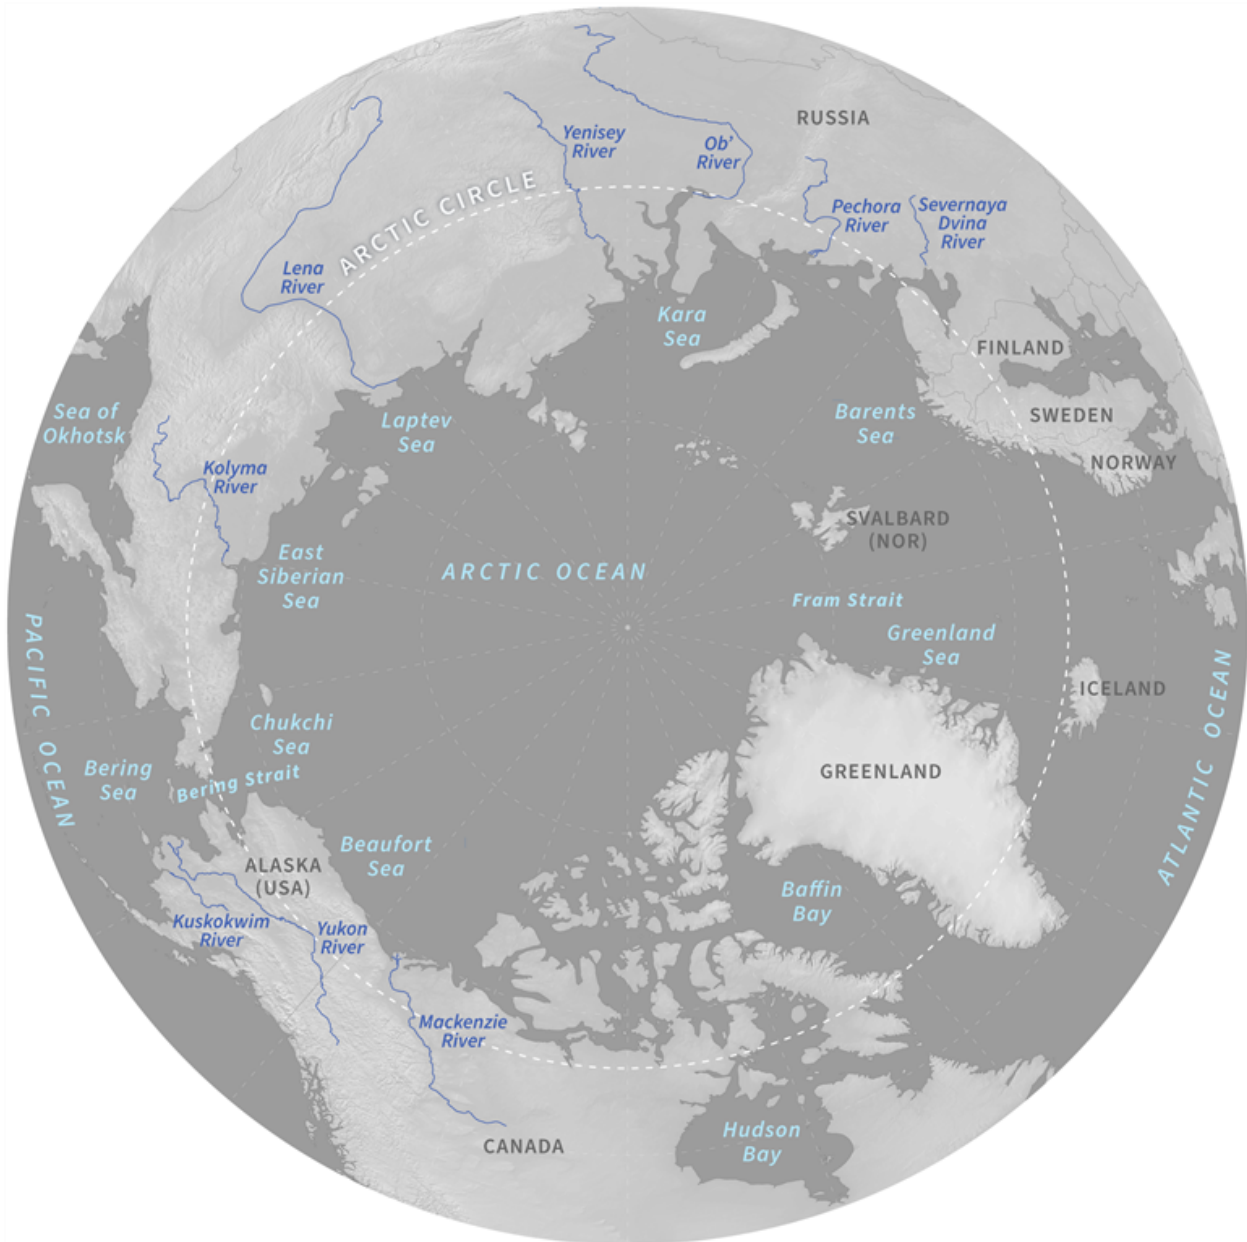 RUSSIA
Yenisey
River
Ob'
River
ARCTIC CIRCLE
Pechora
River
Severnaya
Dvina
River
Lena
River
Kara
Sea
FINLAND
Sea of
Okhotsk
Laptev
Sea
Barents
Sea
SWEDEN
NORWAY
Kolyma
River
SVALBARD
(NOR)
East
Siberian
Sea
ARCTIC OCEAN
Fram Strait
Greenland
Sea
PACIFIC OCEAN
ICELAND
ATLANTIC OCEAN
Chukchi
Sea
Bering
Sea
Bering Strait
GREENLAND
Beaufort
Sea
ALASKA
(USA)
Baffin
Bay
Kuskokwim
River
Yukon
River
Mackenzie
River
CANADA
Hudson
Bay